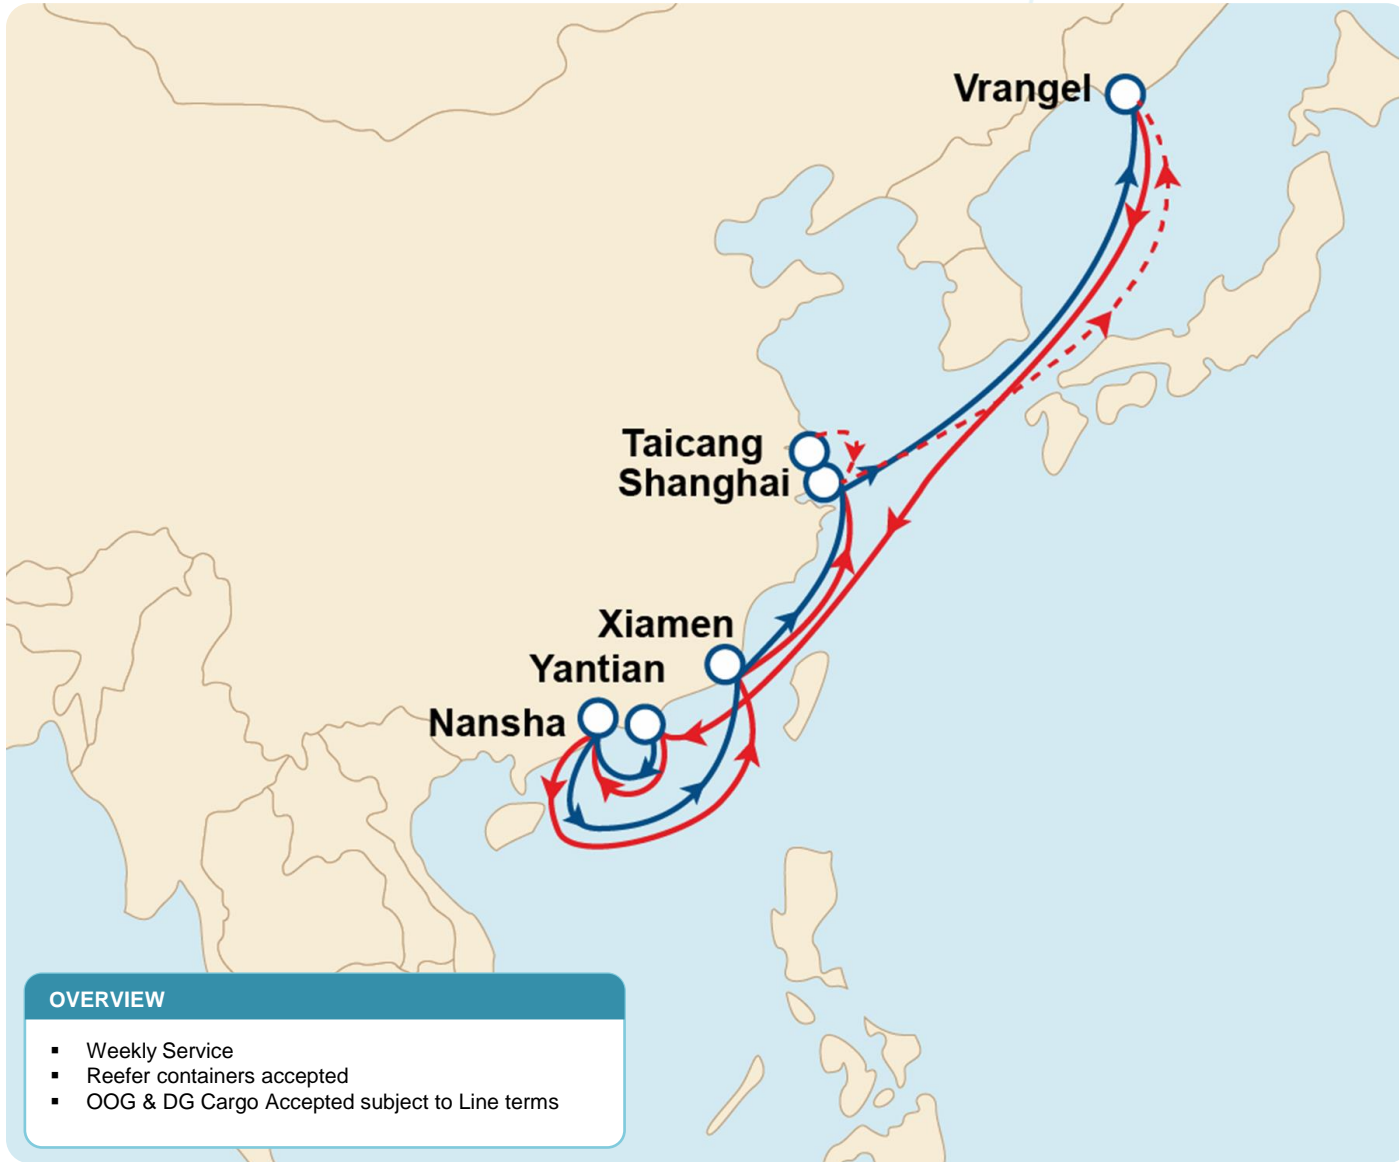 Vrangel
Taicang
Shanghai
Xiamen
Yantian
Nansha
OVERVIEW
▪ Weekly Service
▪ Reefer containers accepted
▪ OOG & DG Cargo Accepted subject to Line terms